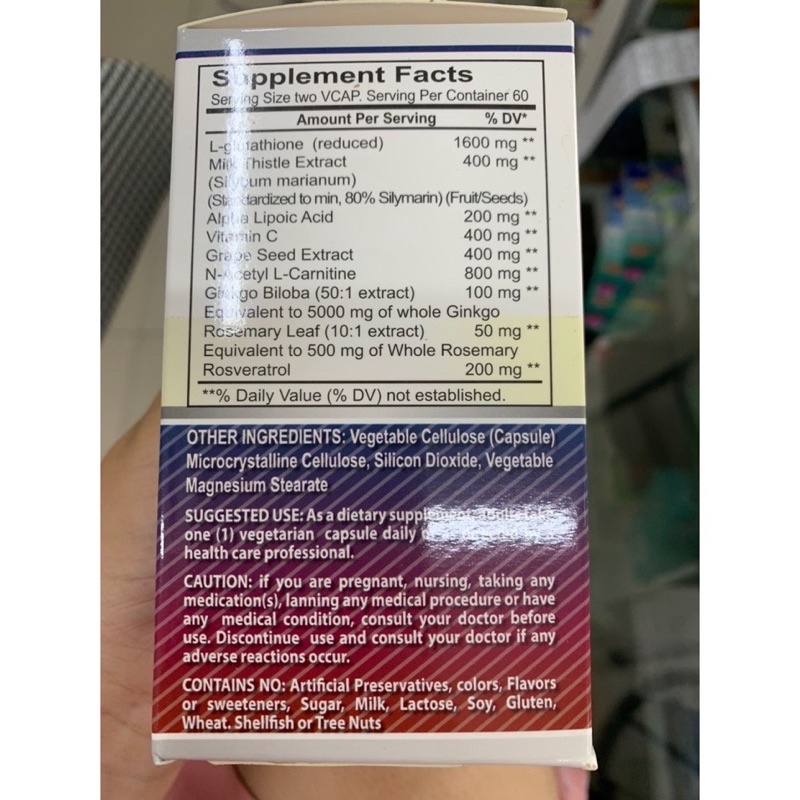 Supplement Facts
Serving Size two VCAP. Serving Per Container 60
Amount Per Serving % DV*
L-glutathione (reduced) 1600 mg **
Milk Thistle Extract 400 mg **
(Silybum marianum)
(Standardized to min, 80% Silymarin) (Fruit/Seeds)
Alpha Lipoic Acid 200 mg **
Vitamin C 400 mg **
Grape Seed Extract 400 mg **
N-Acetyl L-Carnitine 800 mg **
Ginkgo Biloba (50:1 extract) 100 mg **
Equivalent to 5000 mg of whole Ginkgo
Rosemary Leaf (10:1 extract) 50 mg **
Equivalent to 500 mg of Whole Rosemary
Rosveratrol 200 mg **
**% Daily Value (% DV) not established.
OTHER INGREDIENTS: Vegetable Cellulose (Capsule)
Microcrystalline Cellulose, Silicon Dioxide, Vegetable
Magnesium Stearate
SUGGESTED USE: As a dietary supplement, adults take
one (1) vegetarian capsule daily by a
health care professional.
CAUTION: if you are pregnant, nursing, taking any
medication(s), lanning any medical procedure or have
any medical condition, consult your doctor before
use. Discontinue use and consult your doctor if any
adverse reactions occur.
CONTAINS NO: Artificial Preservatives, colors, Flavors
or sweeteners, Sugar, Milk, Lactose, Soy, Gluten,
Wheat. Shellfish or Tree Nuts